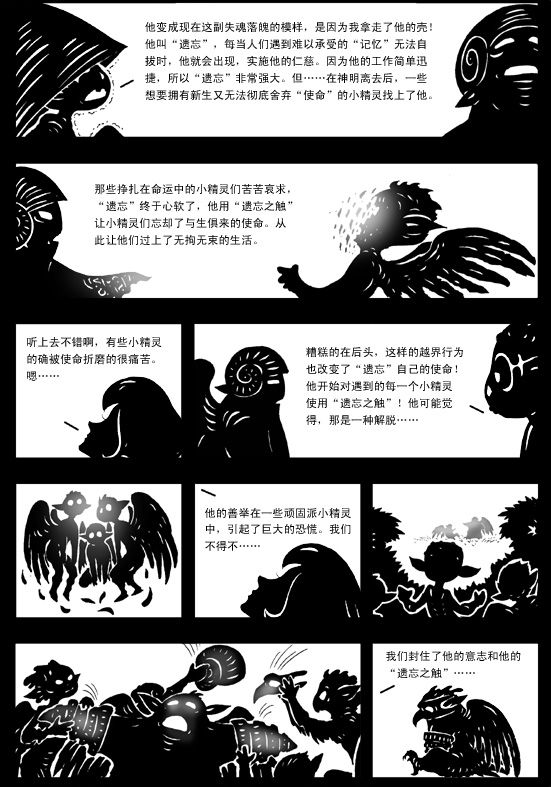 他变成现在这副失魂落魄的模样，是因为我拿走了他的壳！
他叫“遗忘”，每当人们遇到难以承受的“记忆”无法自
拔时，他就会出现，实施他的仁慈。因为他的工作简单迅
捷，所以“遗忘”非常强大。但……在神明离去后，一些
想要拥有新生又无法彻底舍弃“使命”的小精灵找上了他。
那些挣扎在命运中的小精灵们苦苦哀求，
“遗忘”终于心软了，他用“遗忘之触”
让小精灵们忘却了与生俱来的使命。从
此让他们过上了无拘无束的生活。
听上去不错啊，有些小精灵
的确被使命折磨的很痛苦。
嗯……
糟糕的在后头，这样的越界行为
也改变了“遗忘”自己的使命！
他开始对遇到的每一个小精灵
使用“遗忘之触”！他可能觉
得，那是一种解脱……
他的善举在一些顽固派小精灵
中，引起了巨大的恐慌。我们
不得不……
我们封住了他的意志和他的
“遗忘之触”……